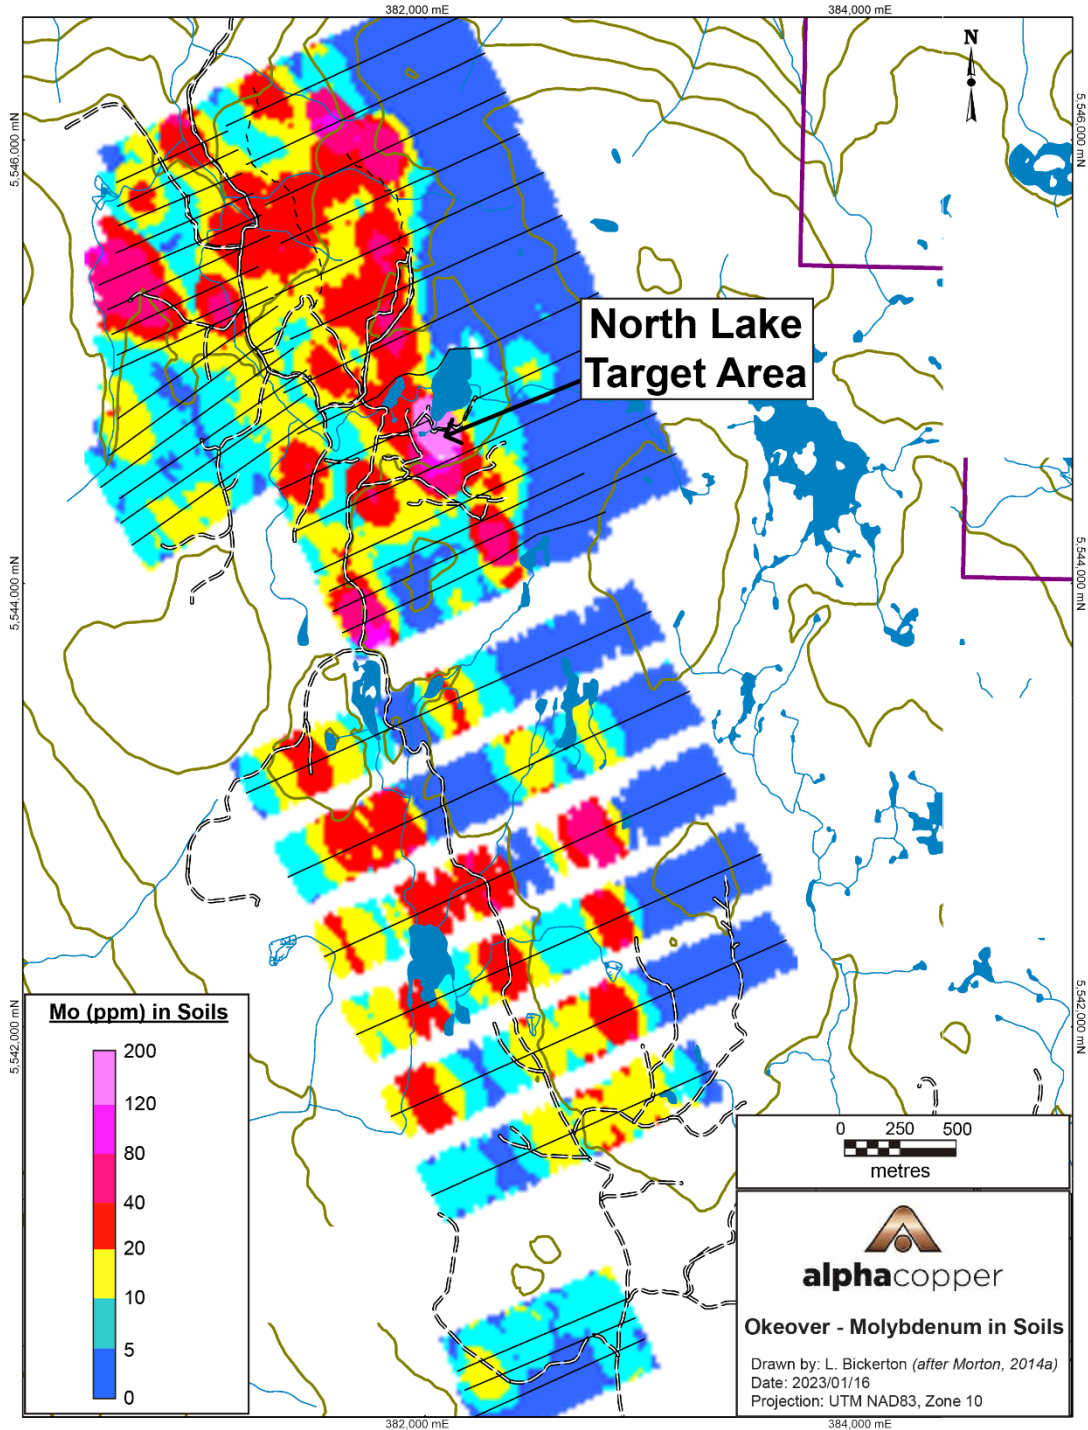 382,000 mE
384,000 mE
N
5,546,000 mN
5,546,000 mN
North Lake
Target Area
5,544,000 mN
5,544,000 mN
5,542,000 mN
5,542,000 mN
Mo (ppm) in Soils
200
120
80
40
20
10
5
0
0 250 500
metres
alphacopper
Okeover - Molybdenum in Soils
Drawn by: L. Bickerton (after Morton, 2014a)
Date: 2023/01/16
Projection: UTM NAD83, Zone 10
382,000 mE
384,000 mE